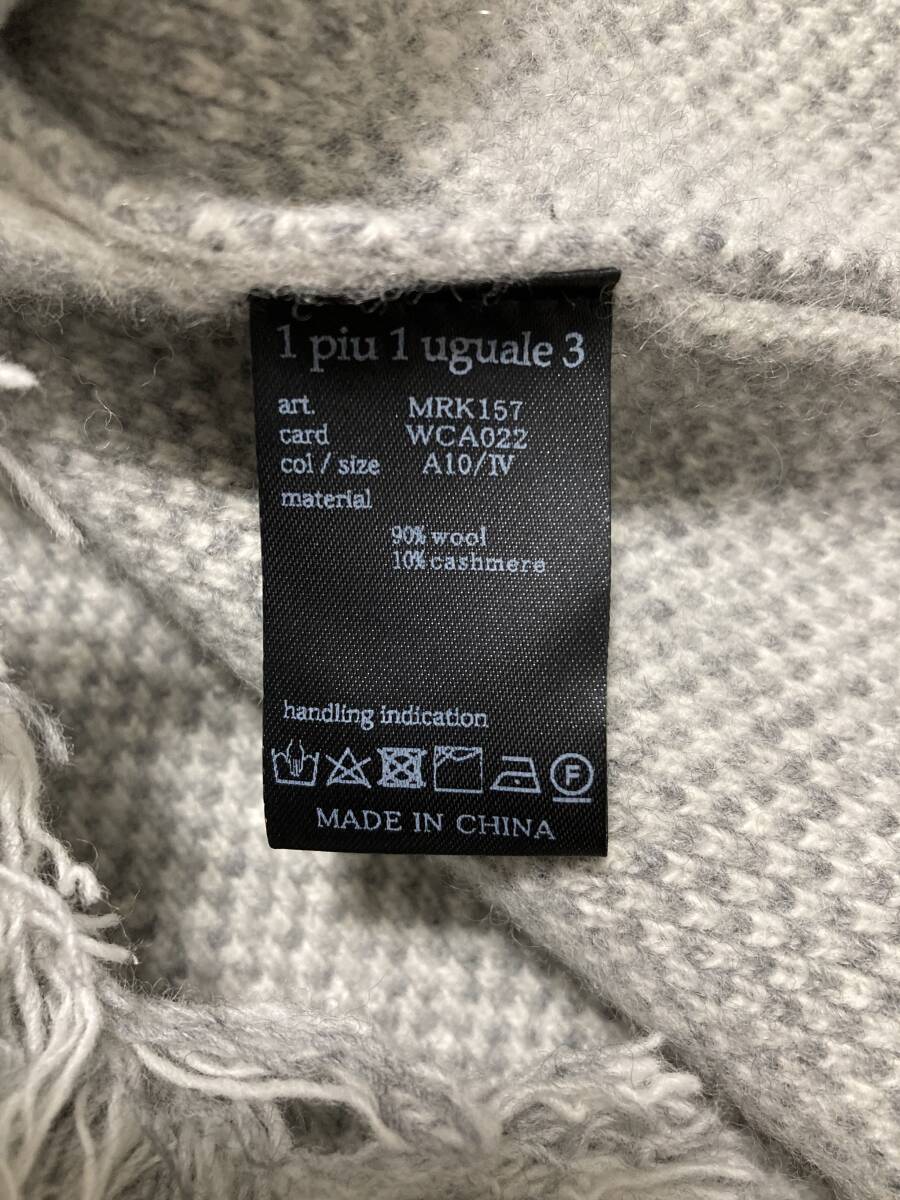 1 piu 1 uguale 3
art. MRK157
card WCA022
col / size A10/IV
material
90% wool
10% cashmere
handling indication
F
MADE IN CHINA